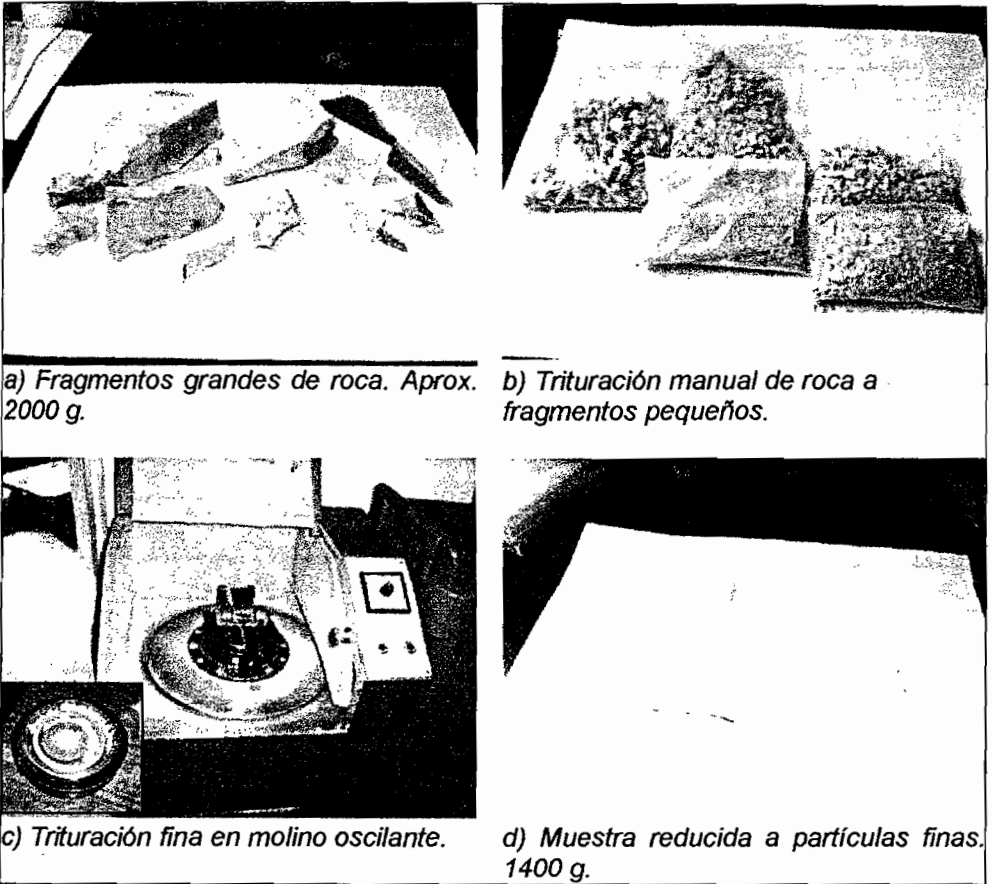 a) Fragmentos grandes de roca. Aprox.
2000 g.
b) Trituración manual de roca a
fragmentos pequeños.
c) Trituración fina en molino oscilante.
d) Muestra reducida a partículas finas.
1400 g.